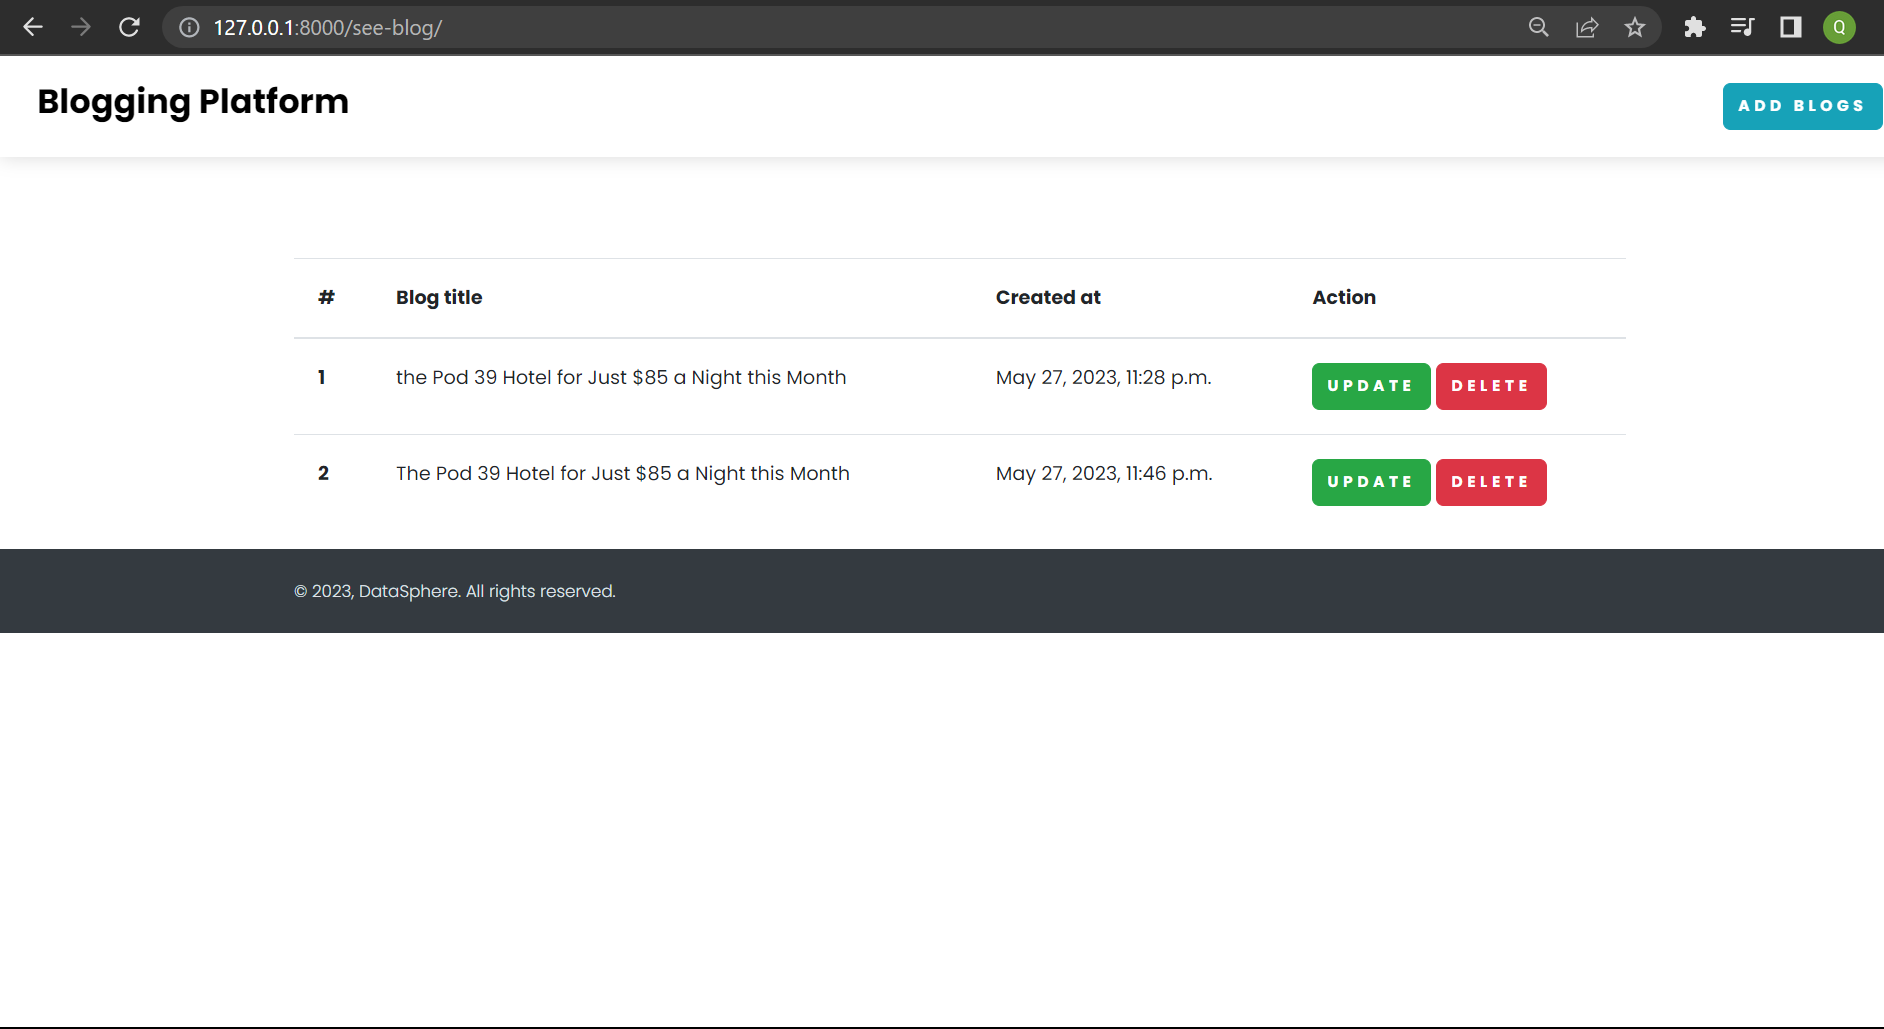 127.0.0.1:8000/see-blog/
Q
Blogging Platform
ADD BLOGS
# Blog title Created at Action
1 the Pod 39 Hotel for Just $85 a Night this Month May 27, 2023, 11:28 p.m. UPDATE DELETE
2 The Pod 39 Hotel for Just $85 a Night this Month May 27, 2023, 11:46 p.m. UPDATE DELETE
© 2023, DataSphere. All rights reserved.